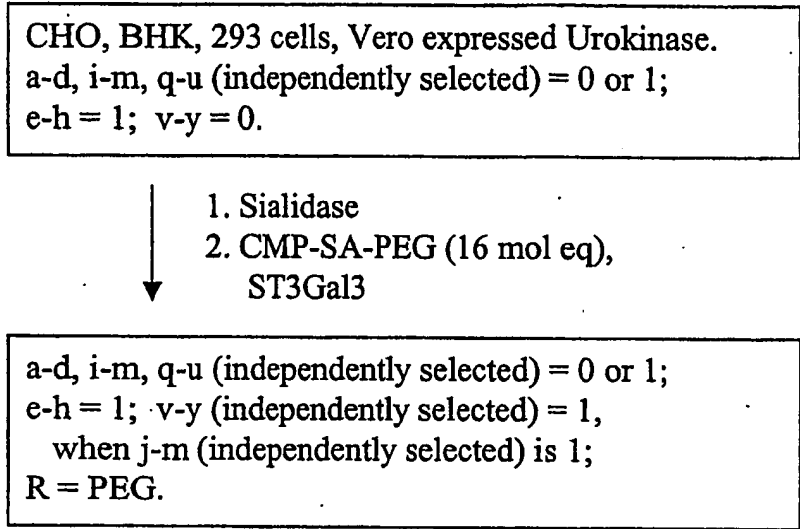 CHO, BHK, 293 cells, Vero expressed Urokinase.
a-d, i-m, q-u (independently selected) = 0 or 1;
e-h = 1; v-y = 0.
1. Sialidase
2. CMP-SA-PEG (16 mol eq),
ST3Gal3
a-d, i-m, q-u (independently selected) = 0 or 1;
e-h = 1; v-y (independently selected) = 1,
when j-m (independently selected) is 1;
R = PEG.